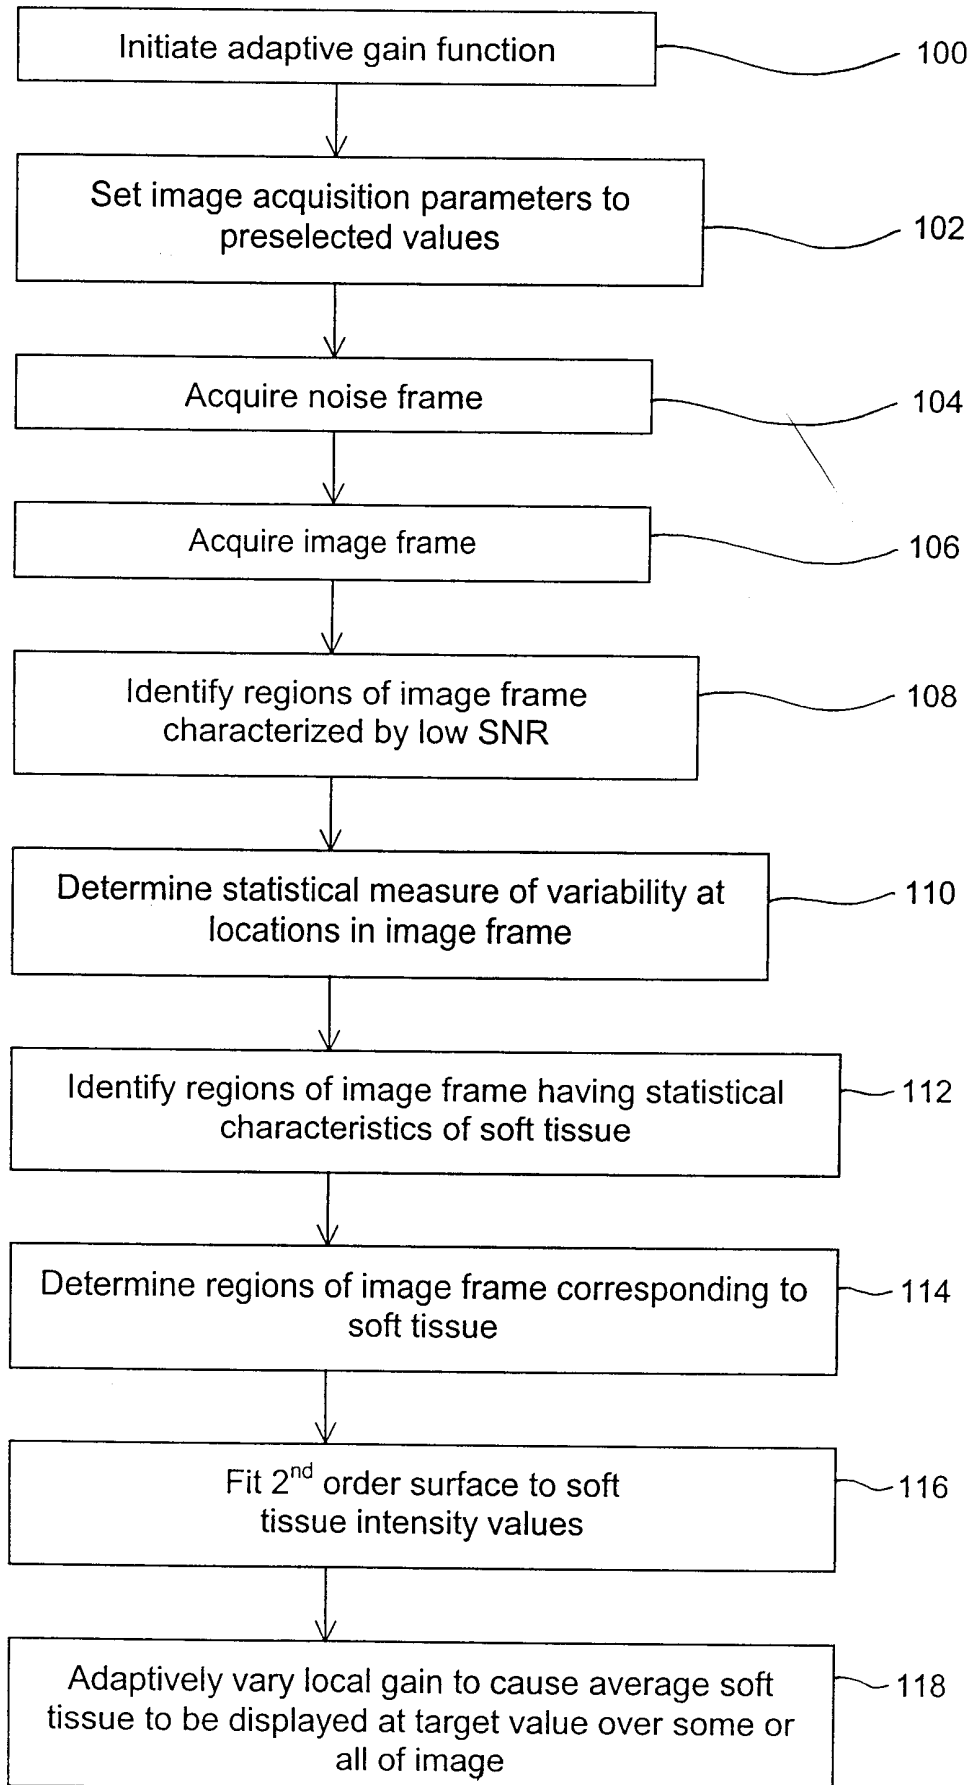 Initiate adaptive gain function
100
Set image acquisition parameters to
preselected values
102
Acquire noise frame
104
Acquire image frame
106
Identify regions of image frame
characterized by low SNR
108
Determine statistical measure of variability at
locations in image frame
110
Identify regions of image frame having statistical
characteristics of soft tissue
112
Determine regions of image frame corresponding to
soft tissue
114
Fit 2nd order surface to soft
tissue intensity values
116
Adaptively vary local gain to cause average soft
tissue to be displayed at target value over some or
all of image
118